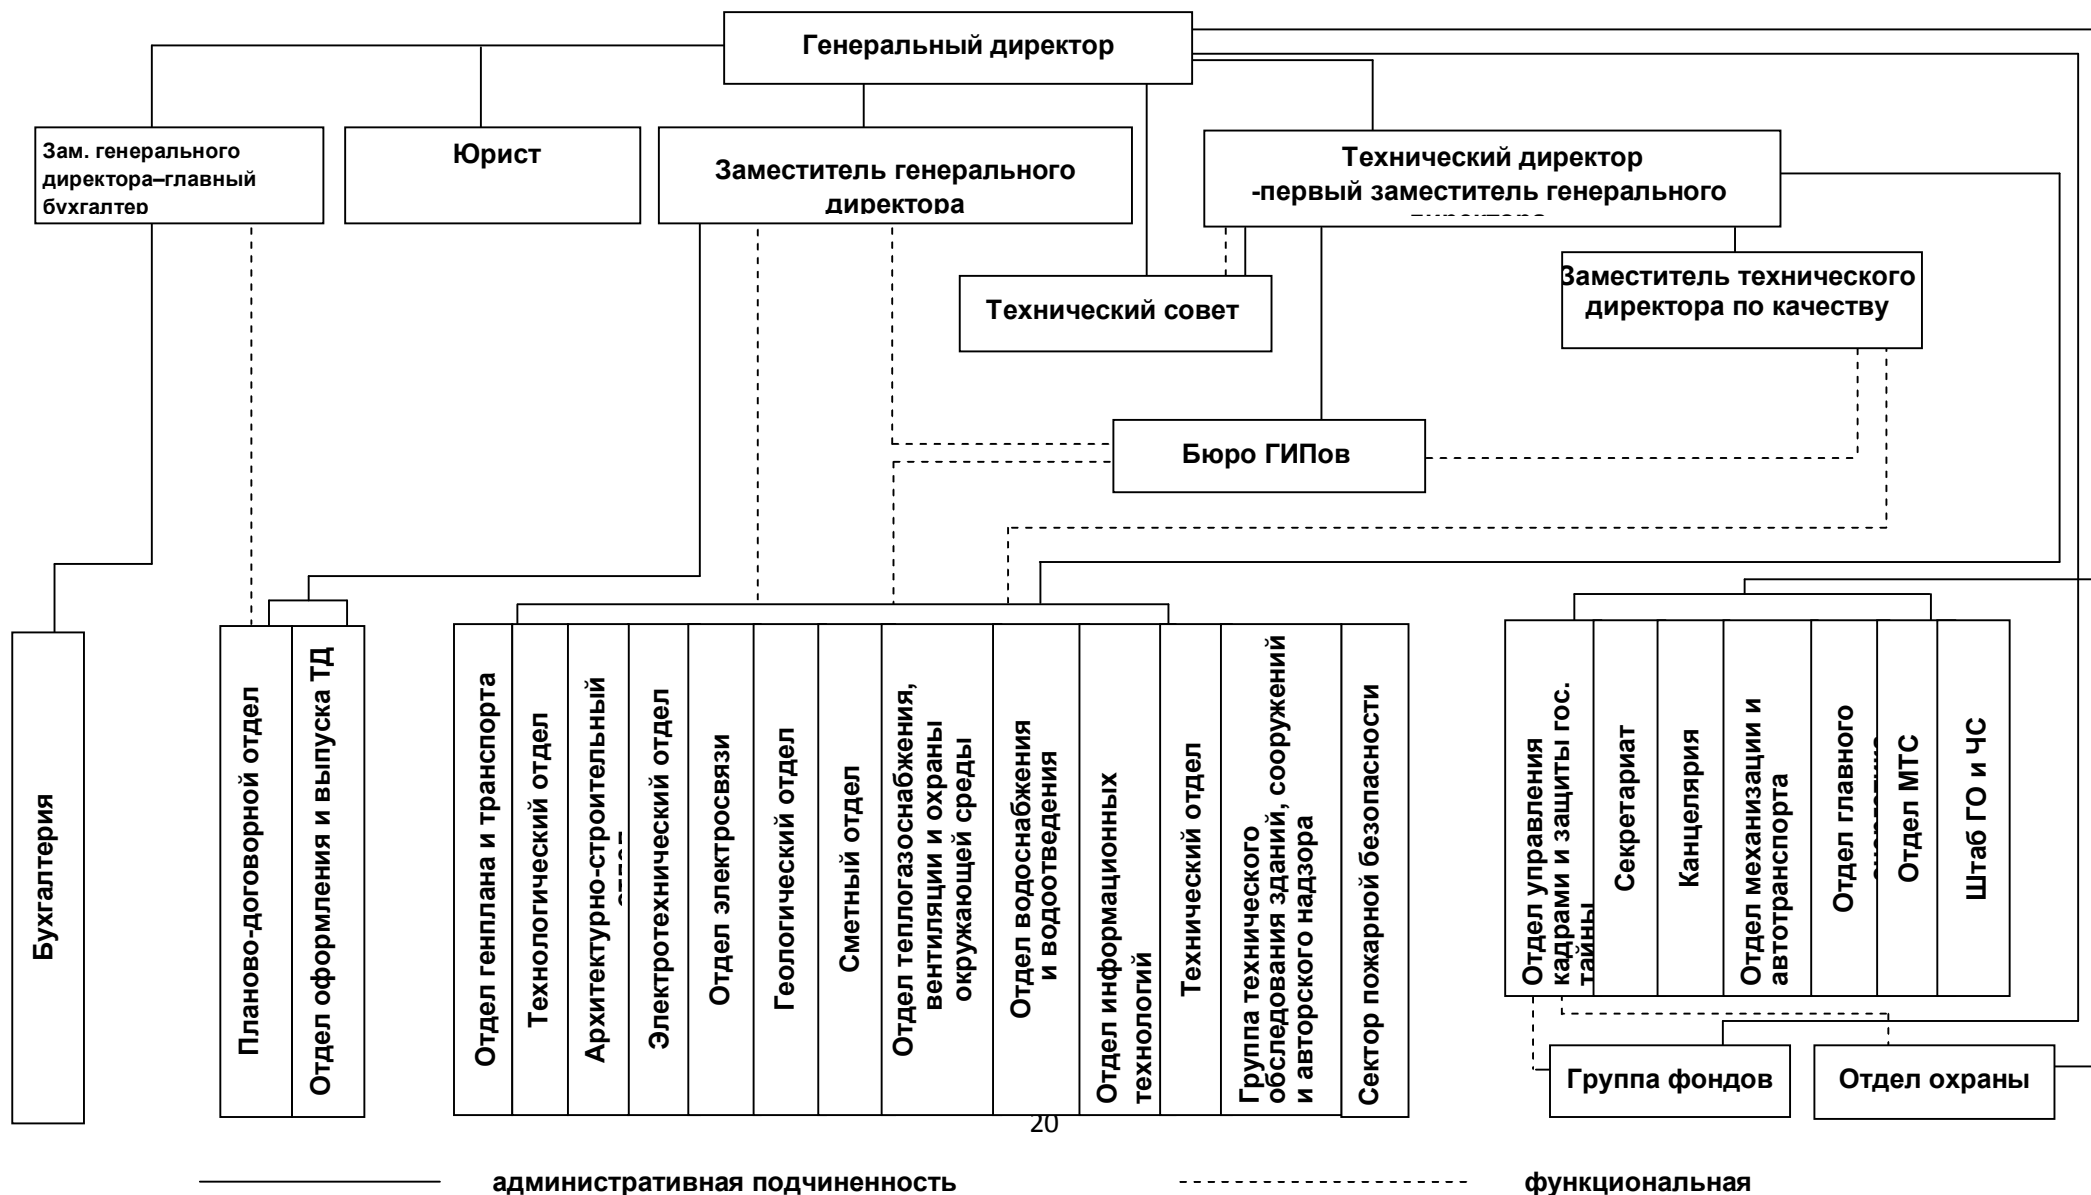 Генеральный директор
Зам. генерального
директора–главный
бухгалтер
Юрист
Заместитель генерального
директора
Технический директор
-первый заместитель генерального
директора
Технический совет
Заместитель технического
директора по качеству
Бюро ГИПов
Бухгалтерия
Планово-договорной отдел
Отдел оформления и выпуска ТД
Отдел генплана и транспорта
Технологический отдел
Архитектурно-строительный
отдел
Электротехнический отдел
Отдел электросвязи
Геологический отдел
Сметный отдел
Отдел теплогазоснабжения,
вентиляции и охраны
окружающей среды
Отдел водоснабжения
и водоотведения
Отдел информационных
технологий
Технический отдел
Группа технического
обследования зданий, сооружений
и авторского надзора
Сектор пожарной безопасности
Отдел управления
кадрами и защиты гос.
тайны
Секретариат
Канцелярия
Отдел механизации и
автотранспорта
Отдел главного
Отдел МТС
Штаб ГО и ЧС
Группа фондов
Отдел охраны
20
административная подчиненность
функциональная